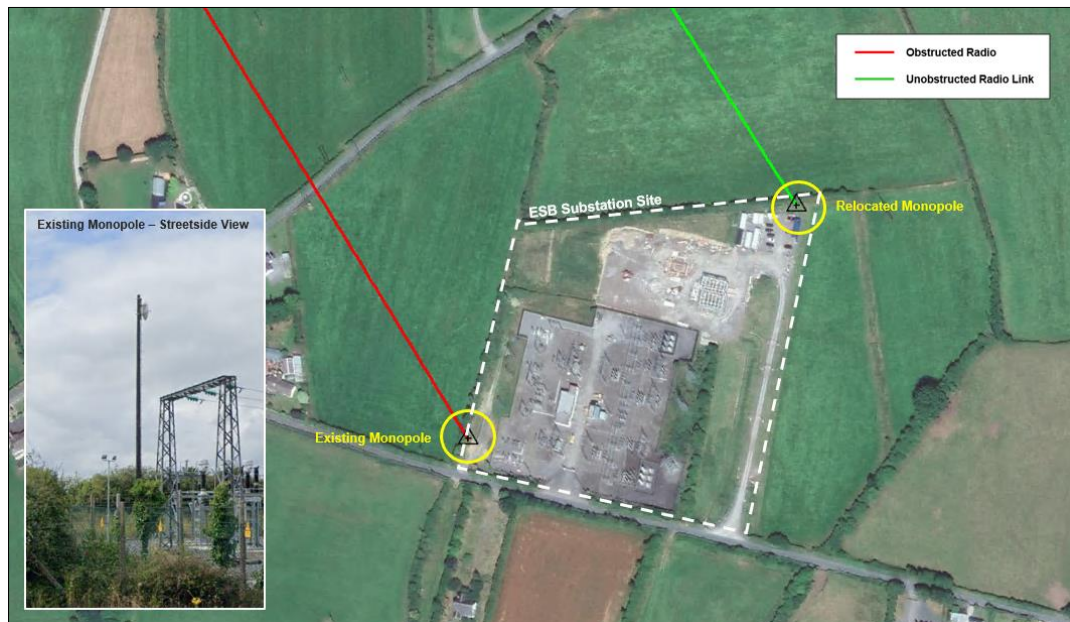 Obstructed Radio
Unobstructed Radio Link
ESB Substation Site
Relocated Monopole
Existing Monopole – Streetside View
Existing Monopole